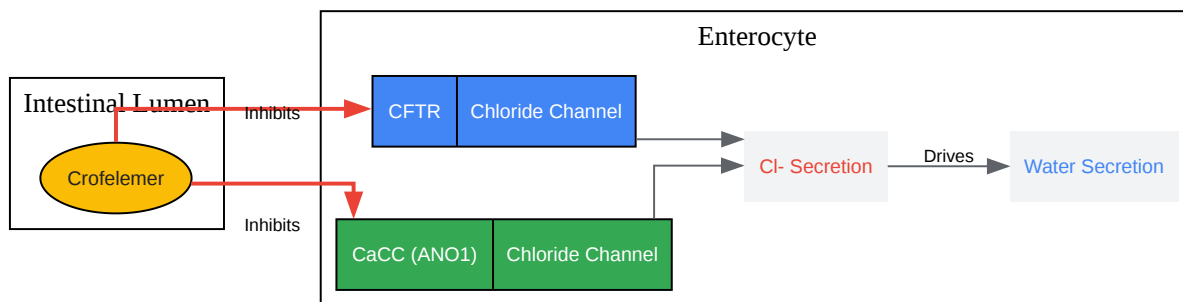 Enterocyte
Intestinal Lumen
Inhibits
CFTR
Chloride Channel
Crofelemer
Cl- Secretion
Drives
Water Secretion
Inhibits
CaCC (ANO1)
Chloride Channel